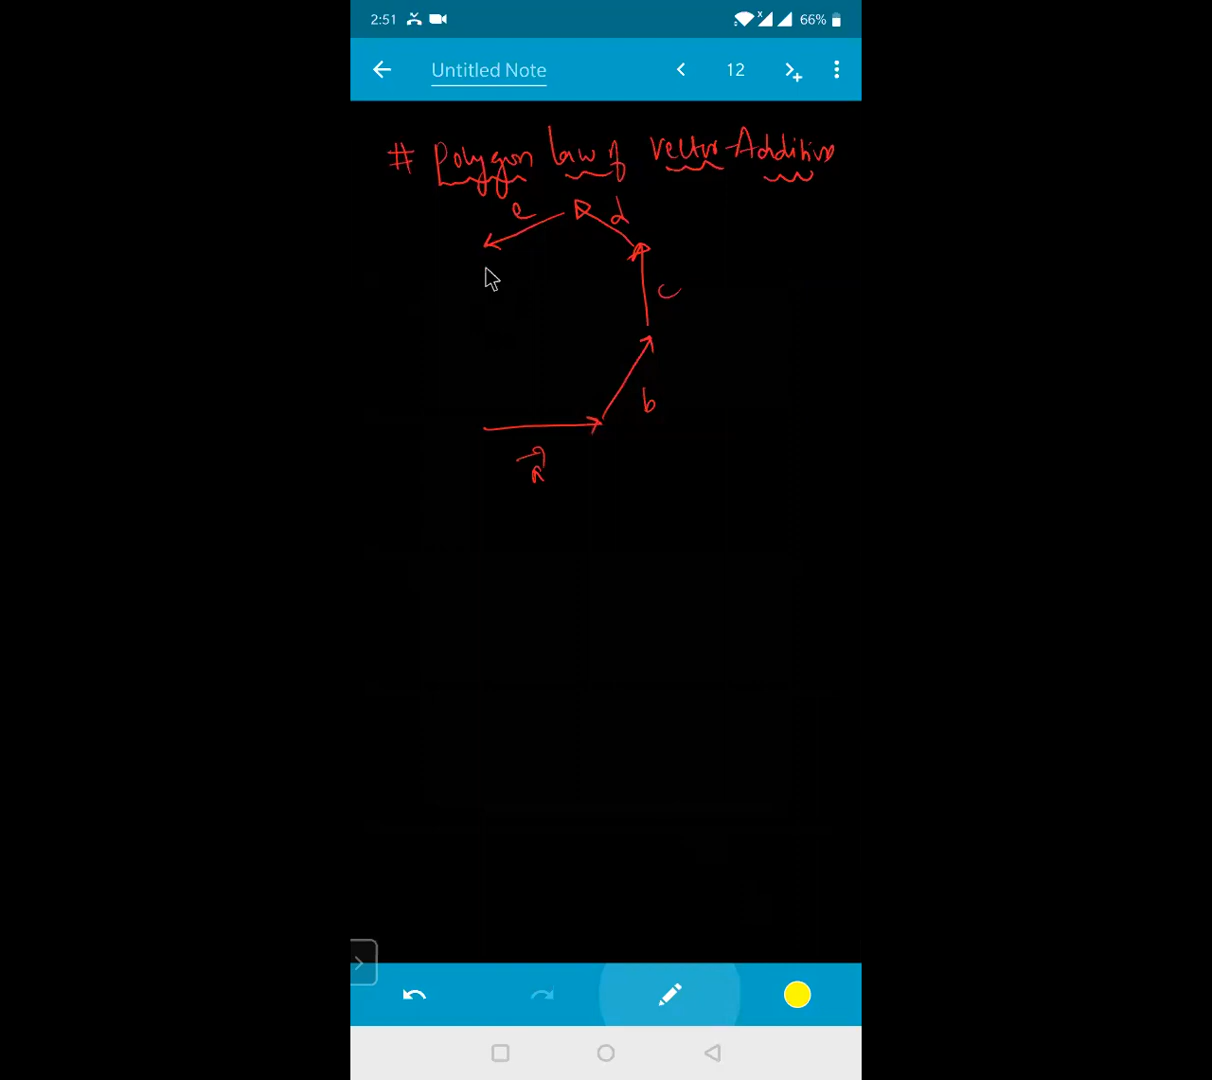 2:51 66%
Untitled Note 12
# Polygon law of vector Addition
e d
c
b